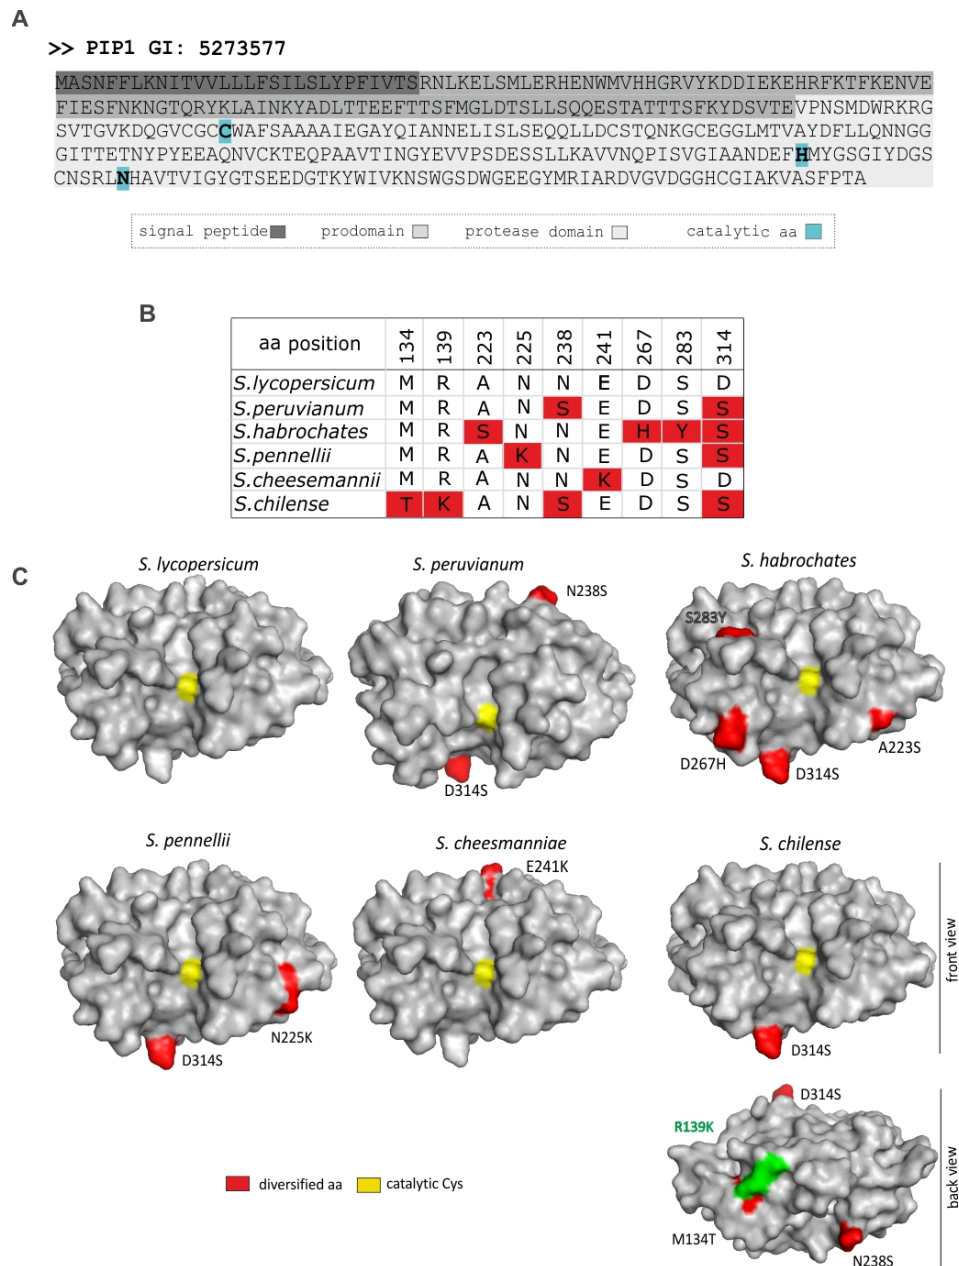 A
>> PIP1 GI: 5273577
MASNFFLKNITVVLLLFSILSLYPFIVTSRNLKELSMLERHENWMVHHGRVYKDDIEKEHRFKTFKENVE
FIESFNKNGTQRYKLAINKYADLTTEEFTTSFMGLDTSLLSQQESTATTTSFKYDSVTEVPNSMDWRKRG
SVTGVKDQGVCGCCWAFSAAAAIEGAYQIANNELISLSEQQLLDCSTQNKGCEGGLMTVAYDFLLQNNGG
GITTETNYPYEEAQNVCKTEQPAAVTINGYEVVPSDESSLLKAVVNQPISVGIAANDEFHMYGSGIYDGS
CNSRLNHAVTVIGYGTSEEDGTKYWIVKNSWGSDWGEEGYMRIARDVGVDGGHCGIAKVASFPTA
signal peptide prodomain protease domain catalytic aa
B
aa position 134 139 223 225 238 241 267 283 314
S.lycopersicum M R A N N E D S D
S.peruvianum M R A N S E D S S
S.habrochates M R S N N E H Y S
S.pennellii M R A K N E D S S
S.cheesemannii M R A N N K D S D
S.chilense T K A N S E D S S
C
S. lycopersicum S. peruvianum S. habrochates
N238S
S283Y
D267H
A223S
D314S
D314S
S. pennellii S. cheesmanniae S. chilense
E241K
N225K
D314S
D314S
front view
D314S
R139K
M134T
N238S
back view
diversified aa catalytic Cys